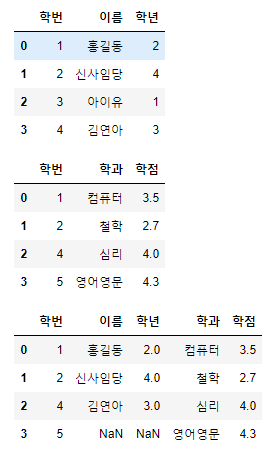 학번 이름 학년
0 1 홍길동 2
1 2 신사임당 4
2 3 아이유 1
3 4 김연아 3
학번 학과 학점
0 1 컴퓨터 3.5
1 2 철학 2.7
2 4 심리 4.0
3 5 영어영문 4.3
학번 이름 학년 학과 학점
0 1 홍길동 2.0 컴퓨터 3.5
1 2 신사임당 4.0 철학 2.7
2 4 김연아 3.0 심리 4.0
3 5 NaN NaN 영어영문 4.3